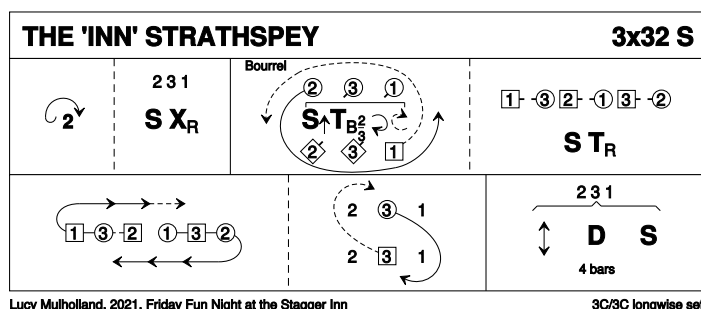 THE 'INN' STRATHSPEY 3x32 S
Bourrel
2
2 3 1
S X R
2 3 1
S T B 2 3
2 3 1
1 3 2 1 3 2
S T R
1 3 2 1 3 2
2 3 1
2 3 1
2 3 1
D S
4 bars
Lucy Mulholland, 2021, Friday Fun Night at the Stagger Inn 3C/3C longwise set